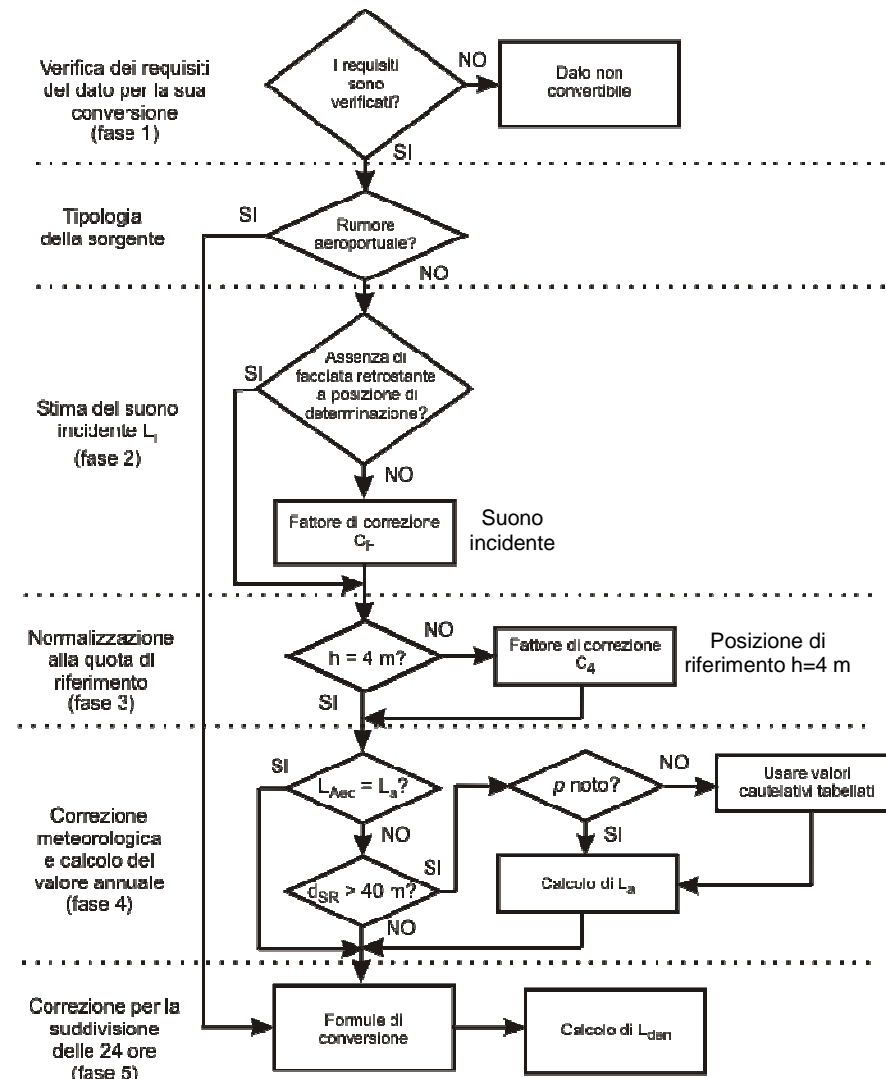 Verifica dei requisiti
del dato per la sua
conversione
(fase 1)
I requisiti
sono
verificati?
NO
Dato non
convertibile
SI
Tipologia
della sorgente
SI
Rumore
aeroportuale?
NO
Stima del suono
incidente Li
(fase 2)
SI
Assenza di
facciata retrostante
a posizione di
determinazione?
NO
Fattore di correzione
Suono
incidente
Normalizzazione
alla quota di
riferimento
(fase 3)
h = 4 m?
NO
Fattore di correzione
C4
Posizione di
riferimento h=4 m
SI
Correzione
meteorologica
e calcolo del
valore annuale
(fase 4)
SI
LAeq = La?
NO
dSR > 40 m?
SI
NO
p noto?
NO
Usare valori
cautelativi tabellati
SI
Calcolo di La
Correzione per la
suddivisione
delle 24 ore
(fase 5)
Formule di
conversione
Calcolo di Lden